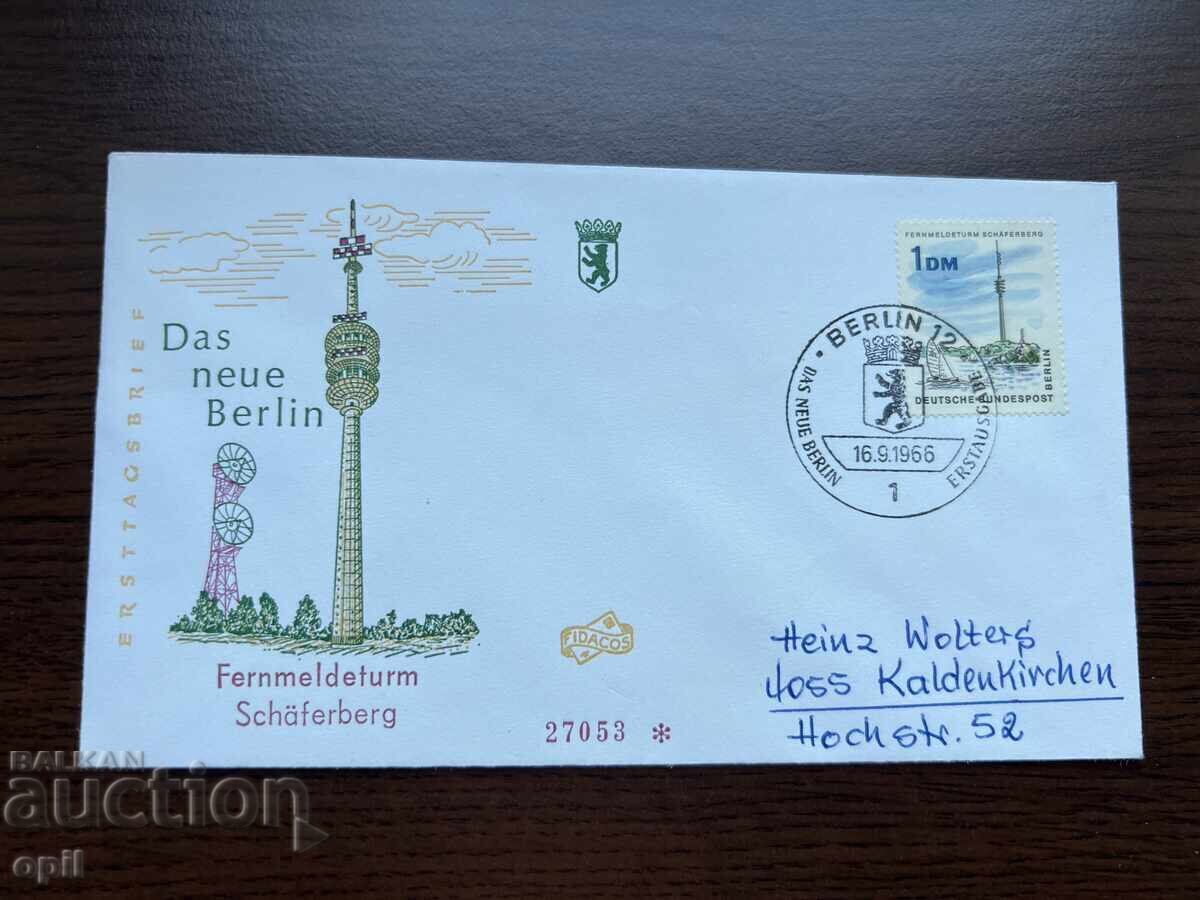 ERSTTAGSBRIEF
Das
neue
Berlin
Fernmeldeturm
Schäferberg
FIDACOS
27053 *
FERNMELDETURM SCHÄFERBERG
1DM
DEUTSCHE BUNDESPOST
BERLIN
• BERLIN 12
DAS NEUE BERLIN
ERSTAUSGABE
16.9.1966
1
Heinz Wolters
4055 Kaldenkirchen
Hochstr. 52
BALKAN
auction
opil